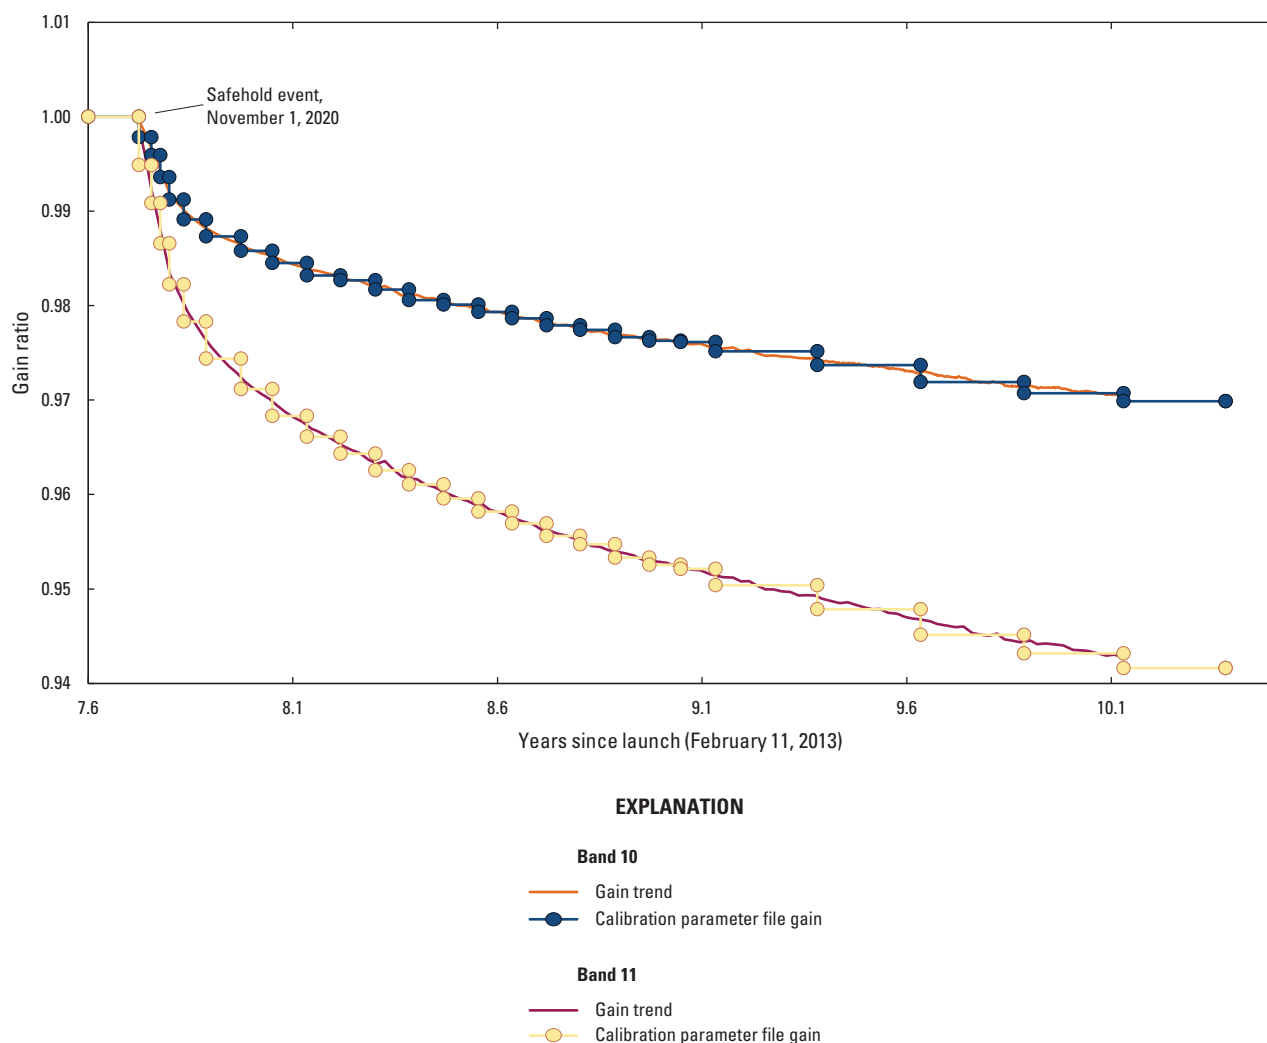 1.01
1.00
0.99
0.98
0.97
0.96
0.95
0.94
Gain ratio
Safehold event,
November 1, 2020
7.6 8.1 8.6 9.1 9.6 10.1
Years since launch (February 11, 2013)
EXPLANATION
Band 10
Gain trend
Calibration parameter file gain
Band 11
Gain trend
Calibration parameter file gain